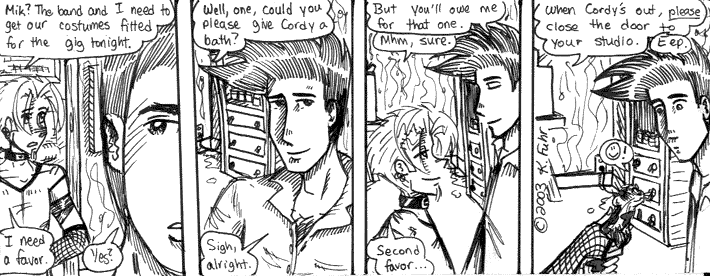 Mik? The band and I need to
get our costumes fitted
for the gig tonight.
I need
a favor.
Yes?
Well, one, could you
please give Cordy a
bath?
Sigh,
alright.
But you'll owe me
for that one.
Mhm, sure.
Second
favor...
When Cordy's out, please
close the door to
your studio.
Eep.
©2003 K. Fuhr